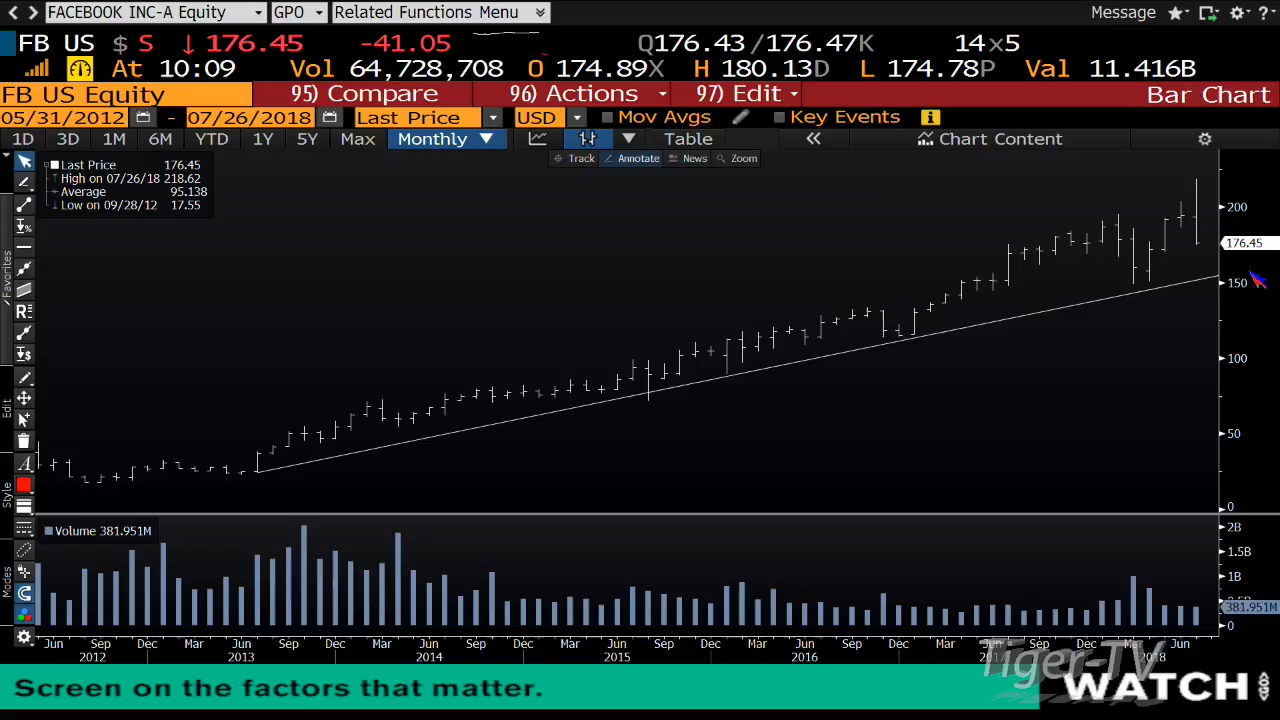 FACEBOOK INC-A Equity GPO Related Functions Menu Message ?
FB US $ S ↓ 176.45 -41.05 Q176.43/176.47K 14x5
At 10:09 Vol 64,728,708 O 174.89X H 180.13D L 174.78P Val 11.416B
FB US Equity 95) Compare 96) Actions 97) Edit Bar Chart
05/31/2012 - 07/26/2018 Last Price USD Mov Avgs Key Events i
1D 3D 1M 6M YTD 1Y 5Y Max Monthly ▼ Table « Chart Content
Track Annotate News Zoom
Last Price 176.45
High on 07/26/18 218.62
Average 95.138
Low on 09/28/12 17.55
Favorites
Edit
Style
Modes
200
176.45
150
100
50
0
Volume 381.951M
2B
1.5B
1B
0.5B
381.951M
0
Jun Sep Dec Mar Jun Sep Dec Mar Jun Sep Dec Mar Jun Sep Dec Mar Jun Sep Dec Mar Jun Sep Dec Mar Jun
2012 2013 2014 2015 2016 2017 2018
Tiger-TV
Screen on the factors that matter.
WATCH